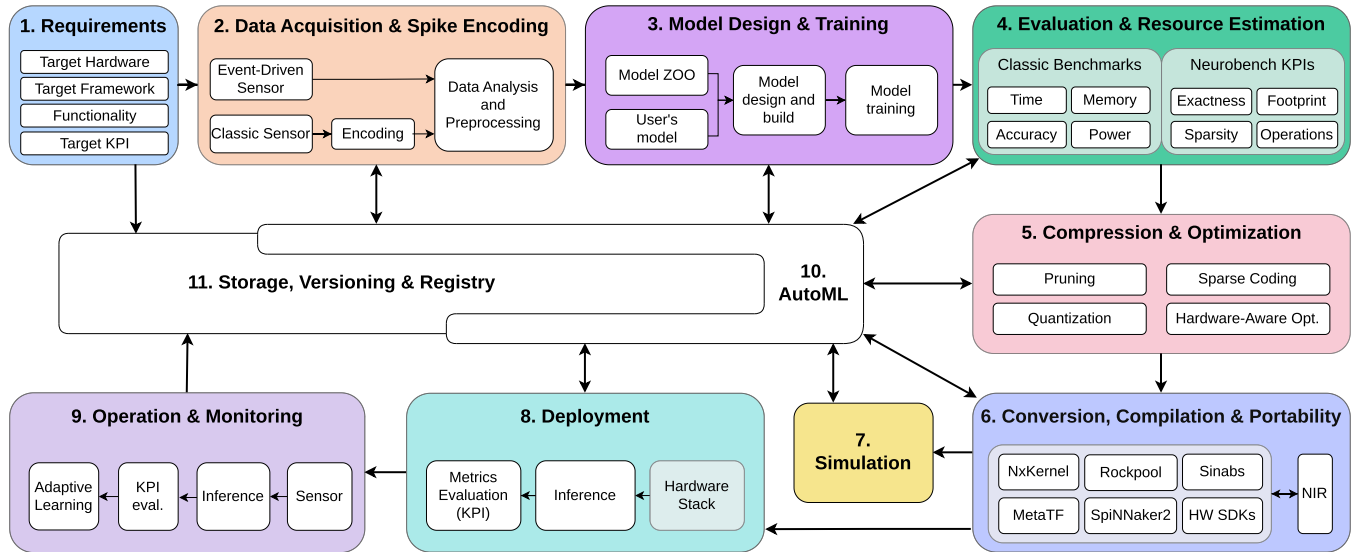 1. Requirements
Target Hardware
Target Framework
Functionality
Target KPI
2. Data Acquisition & Spike Encoding
Event-Driven
Sensor
Classic Sensor
Encoding
Data Analysis
and
Preprocessing
3. Model Design & Training
Model ZOO
User's
model
Model
design and
build
Model
training
4. Evaluation & Resource Estimation
Classic Benchmarks
Time
Memory
Accuracy
Power
Neurobench KPIs
Exactness
Footprint
Sparsity
Operations
5. Compression & Optimization
Pruning
Sparse Coding
Quantization
Hardware-Aware Opt.
11. Storage, Versioning & Registry
10.
AutoML
6. Conversion, Compilation & Portability
NxKernel
Rockpool
Sinabs
MetaTF
SpiNNaker2
HW SDKs
NIR
7.
Simulation
8. Deployment
Metrics
Evaluation
(KPI)
Inference
Hardware
Stack
9. Operation & Monitoring
Adaptive
Learning
KPI
eval.
Inference
Sensor